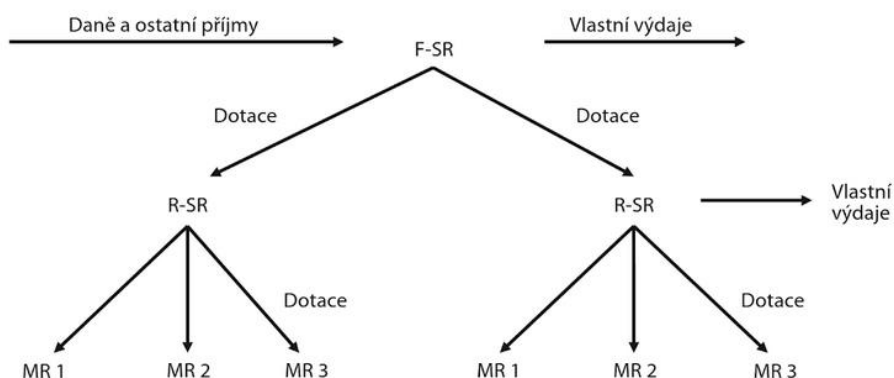 Daně a ostatní příjmy
Vlastní výdaje
F-SR
Dotace
Dotace
R-SR
R-SR
Vlastní
výdaje
Dotace
Dotace
MR 1
MR 2
MR 3
MR 1
MR 2
MR 3